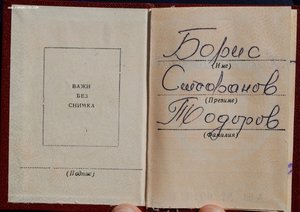 ВАЖИ
БЕЗ
СНИМКА
(Подпис)
Борис
(Име)
Стефанов
(Презиме)
Тодоров
(Фамилия)